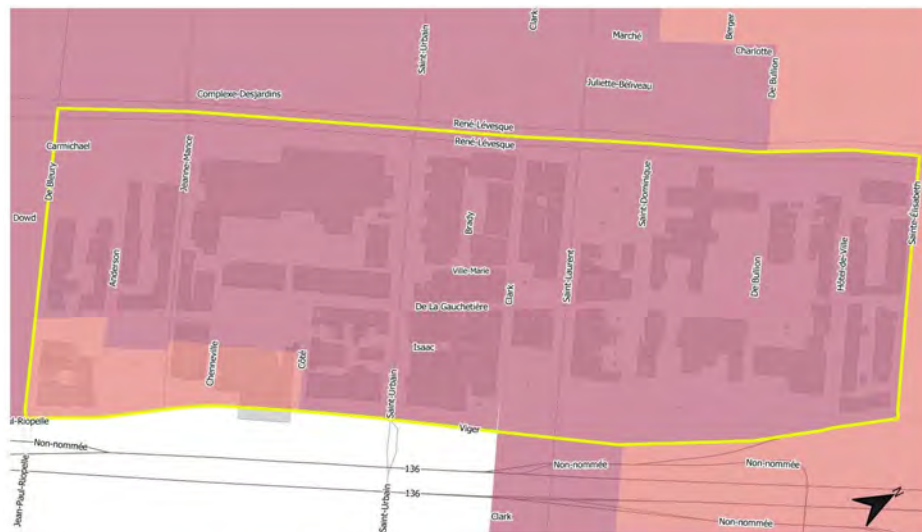 Clark
Berger
Marché
Charlotte
Saint-Urbain
De Bullion
Juliette-Béliveau
Complexe-Desjardins
René-Lévesque
René-Lévesque
Carmichael
De Bleury
Jeanne-Mance
Saint-Dominique
Sainte-Élisabeth
Dowd
Brady
Anderson
Ville-Marie
Saint-Laurent
De Bullion
Hôtel-de-Ville
De La Gauchetière
Clark
Isaac
Chenneville
Côté
Saint-Urbain
ul-Riopelle
Viger
Non-nommée
136
Non-nommée
Non-nommée
136
Jean-Paul-Riopelle
Saint-Urbain
Clark
Non-nommée
N